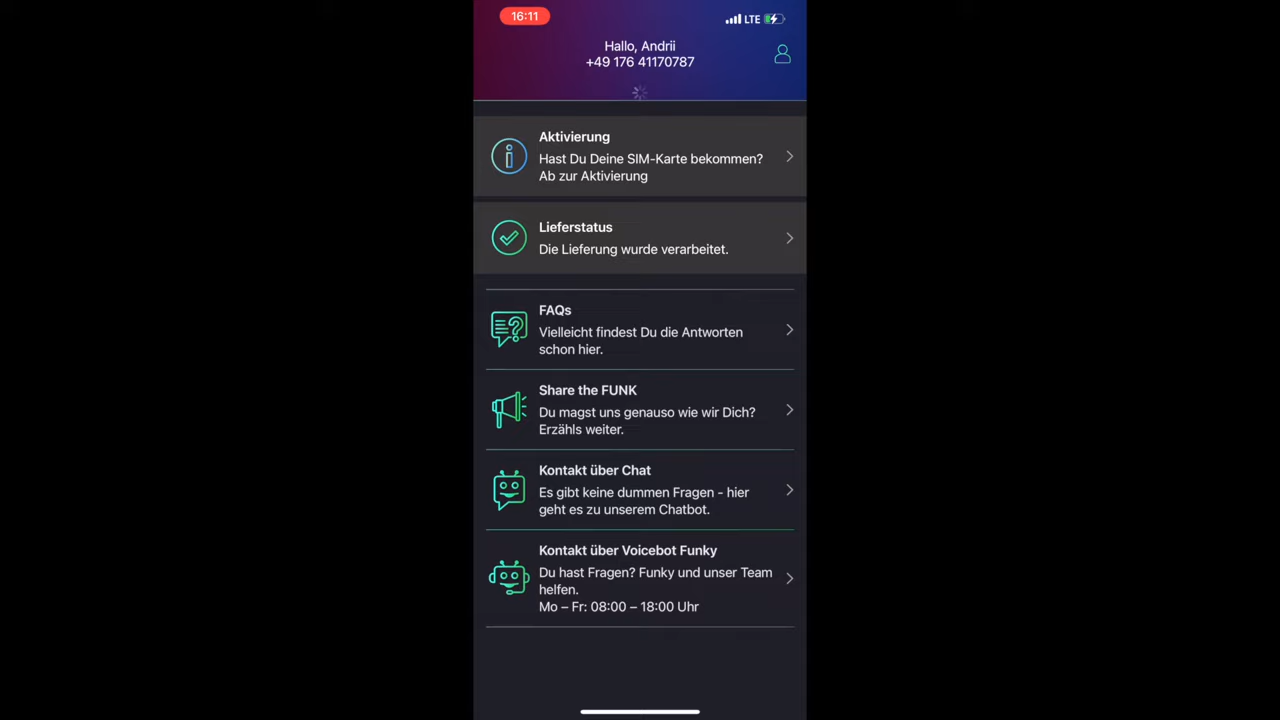 16:11
LTE
Hallo, Andrii
+49 176 41170787
Aktivierung
Hast Du Deine SIM-Karte bekommen?
Ab zur Aktivierung
Lieferstatus
Die Lieferung wurde verarbeitet.
FAQs
Vielleicht findest Du die Antworten
schon hier.
Share the FUNK
Du magst uns genauso wie wir Dich?
Erzähls weiter.
Kontakt über Chat
Es gibt keine dummen Fragen - hier
geht es zu unserem Chatbot.
Kontakt über Voicebot Funky
Du hast Fragen? Funky und unser Team
helfen.
Mo – Fr: 08:00 – 18:00 Uhr